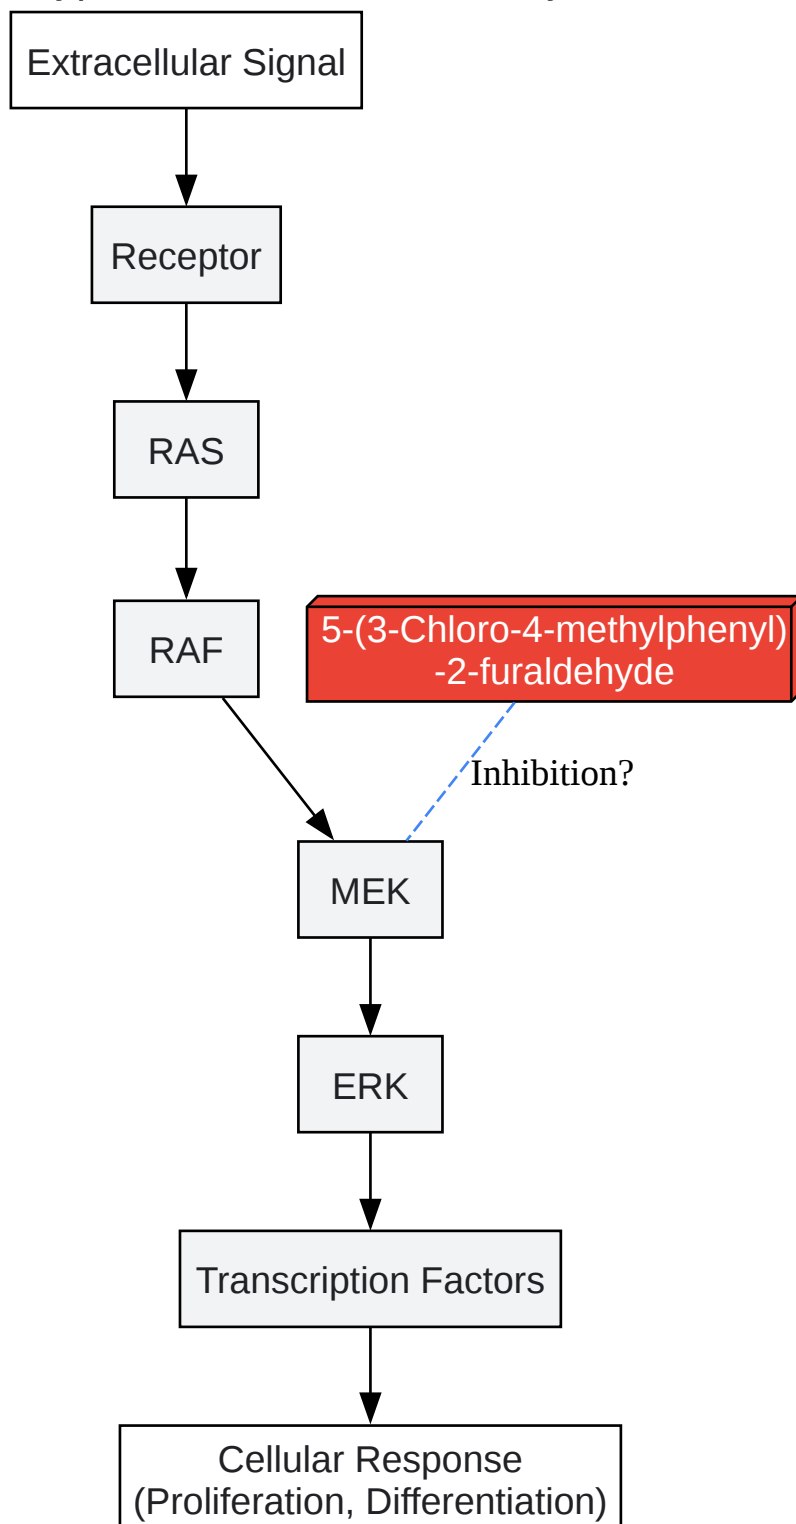 Extracellular Signal
Receptor
RAS
RAF
5-(3-Chloro-4-methylphenyl)
-2-furaldehyde
Inhibition?
MEK
ERK
Transcription Factors
Cellular Response
(Proliferation, Differentiation)